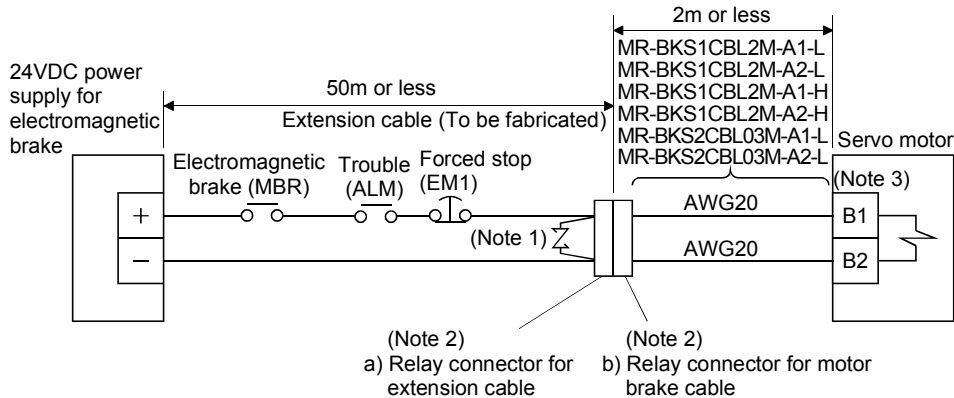 2m or less
MR-BKS1CBL2M-A1-L
MR-BKS1CBL2M-A2-L
MR-BKS1CBL2M-A1-H
MR-BKS1CBL2M-A2-H
MR-BKS2CBL03M-A1-L
MR-BKS2CBL03M-A2-L
24VDC power
supply for
electromagnetic
brake
50m or less
Extension cable (To be fabricated)
Servo motor
Electromagnetic
brake (MBR)
Trouble
(ALM)
Forced stop
(EM1)
(Note 3)
+
−
(Note 1)
AWG20
AWG20
B1
B2
(Note 2)
a) Relay connector for
extension cable
(Note 2)
b) Relay connector for motor
brake cable